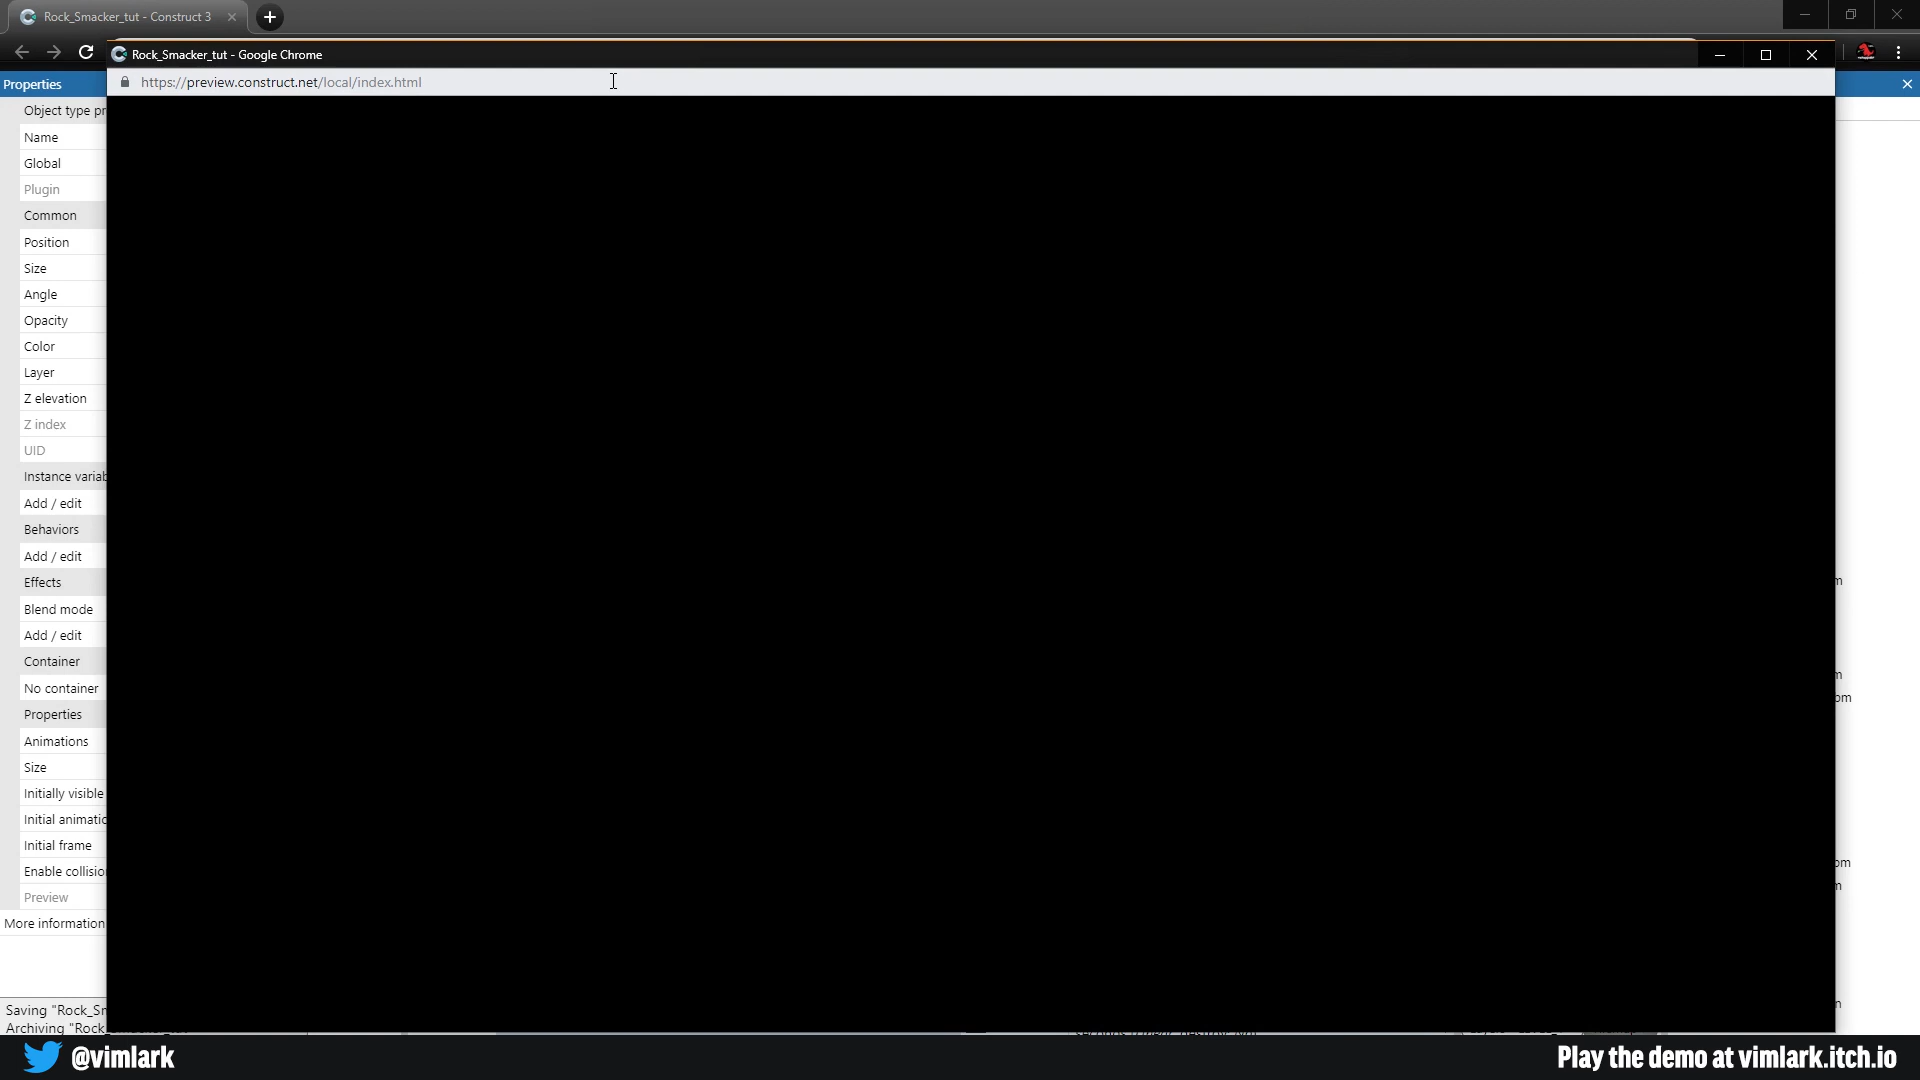 Rock_Smacker_tut - Construct 3
Rock_Smacker_tut - Google Chrome
https://preview.construct.net/local/index.html
Properties
Object type pr
Name
Global
Plugin
Common
Position
Size
Angle
Opacity
Color
Layer
Z elevation
Z index
UID
Instance variab
Add / edit
Behaviors
Add / edit
Effects
Blend mode
Add / edit
Container
No container
Properties
Animations
Size
Initially visible
Initial animatio
Initial frame
Enable collisio
Preview
More information
Saving "Rock_Sm
Archiving "Rock_Smacker_tut
@vimlark
Play the demo at vimlark.itch.io